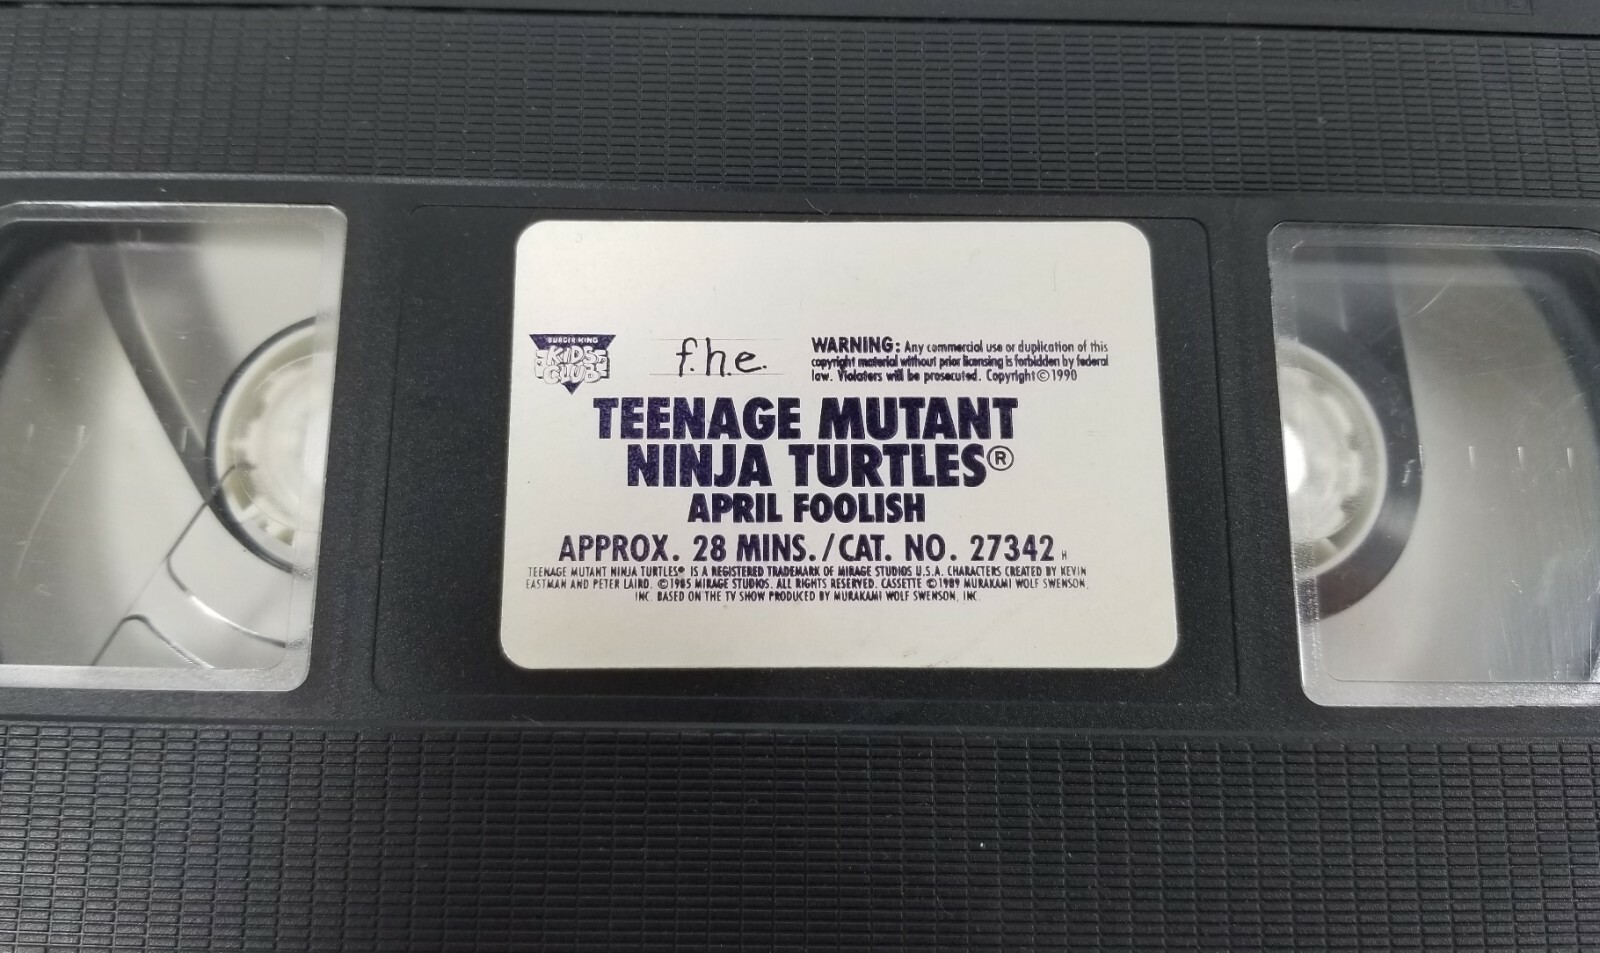 BURGER KING
KIDS
CLUB
f.h.e.
WARNING: Any commercial use or duplication of this
copyright material without prior licensing is forbidden by federal
law. Violaters will be prosecuted. Copyright © 1990
TEENAGE MUTANT
NINJA TURTLES®
APRIL FOOLISH
APPROX. 28 MINS./CAT. NO. 27342 H
TEENAGE MUTANT NINJA TURTLES® IS A REGISTERED TRADEMARK OF MIRAGE STUDIOS U.S.A. CHARACTERS CREATED BY KEVIN
EASTMAN AND PETER LAIRD. ©1985 MIRAGE STUDIOS. ALL RIGHTS RESERVED. CASSETTE ©1989 MURAKAMI WOLF SWENSON,
INC. BASED ON THE TV SHOW PRODUCED BY MURAKAMI WOLF SWENSON, INC